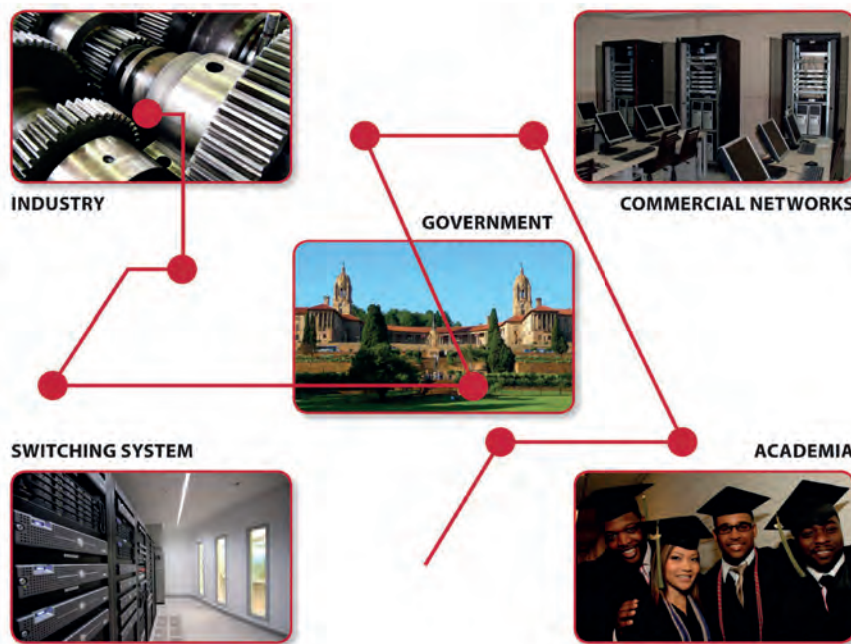 INDUSTRY
COMMERCIAL NETWORKS
GOVERNMENT
SWITCHING SYSTEM
ACADEMIA